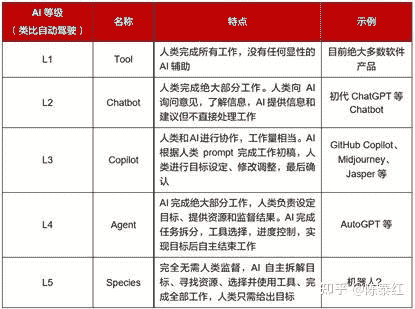 AI 等级
（类比自动驾驶）
名称
特点
示例
L1
Tool
人类完成所有工作，没有任何显性的
AI 辅助
目前绝大多数软件
产品
L2
Chatbot
人类完成绝大部分工作。人类向 AI
询问意见，了解信息，AI 提供信息和
建议但不直接处理工作
初代 ChatGPT 等
Chatbot
L3
Copilot
人类和AI进行协作，工作量相当。AI
根据人类 prompt 完成工作初稿，人
类进行目标设定、修改调整，最后确
认
GitHub Copilot、
Midjourney、
Jasper 等
L4
Agent
AI 完成绝大部分工作，人类负责设定
目标、提供资源和监督结果。AI 完成
任务拆分，工具选择，进度控制，实
现目标后自主结束工作
AutoGPT 等
L5
Species
完全无需人类监督，AI 自主拆解目
标、寻找资源、选择并使用工具、完
成全部工作，人类只需给出目标
机器人？
知乎 @陈泰红